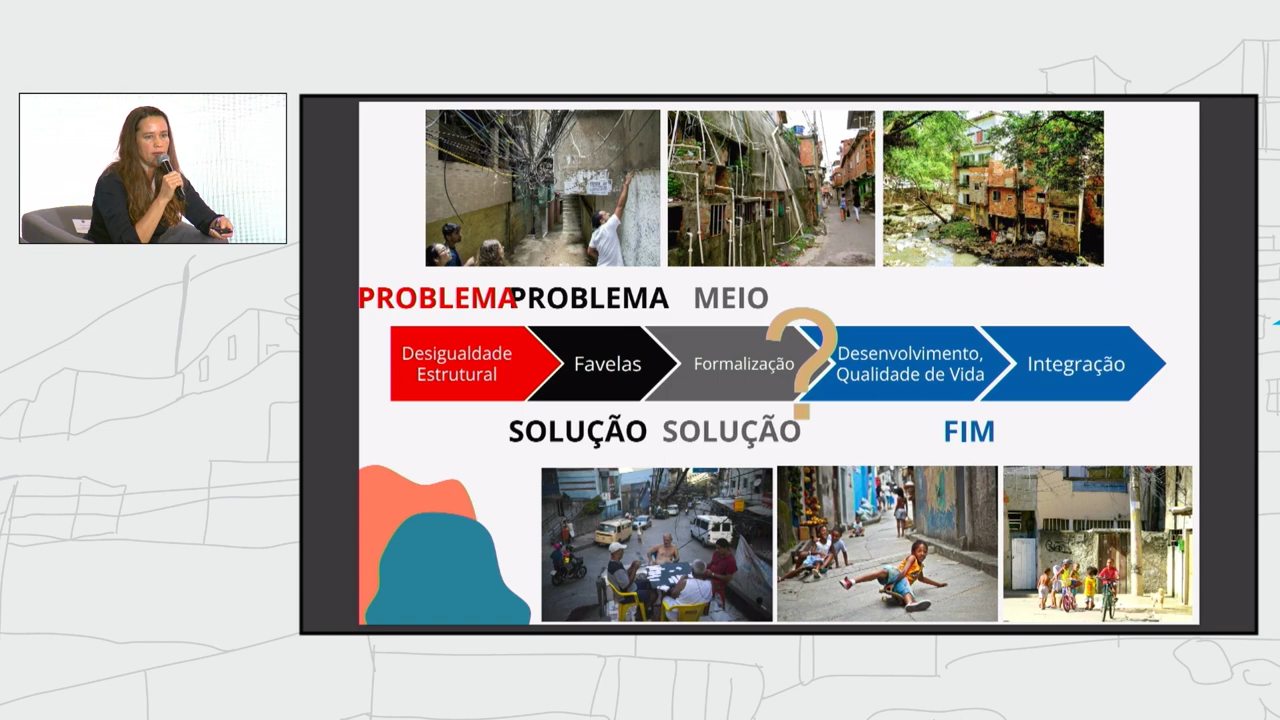 PROBLEMA PROBLEMA MEIO
Desigualdade
Estrutural
Favelas
Formalização
?
Desenvolvimento,
Qualidade de Vida
Integração
SOLUÇÃO SOLUÇÃO FIM